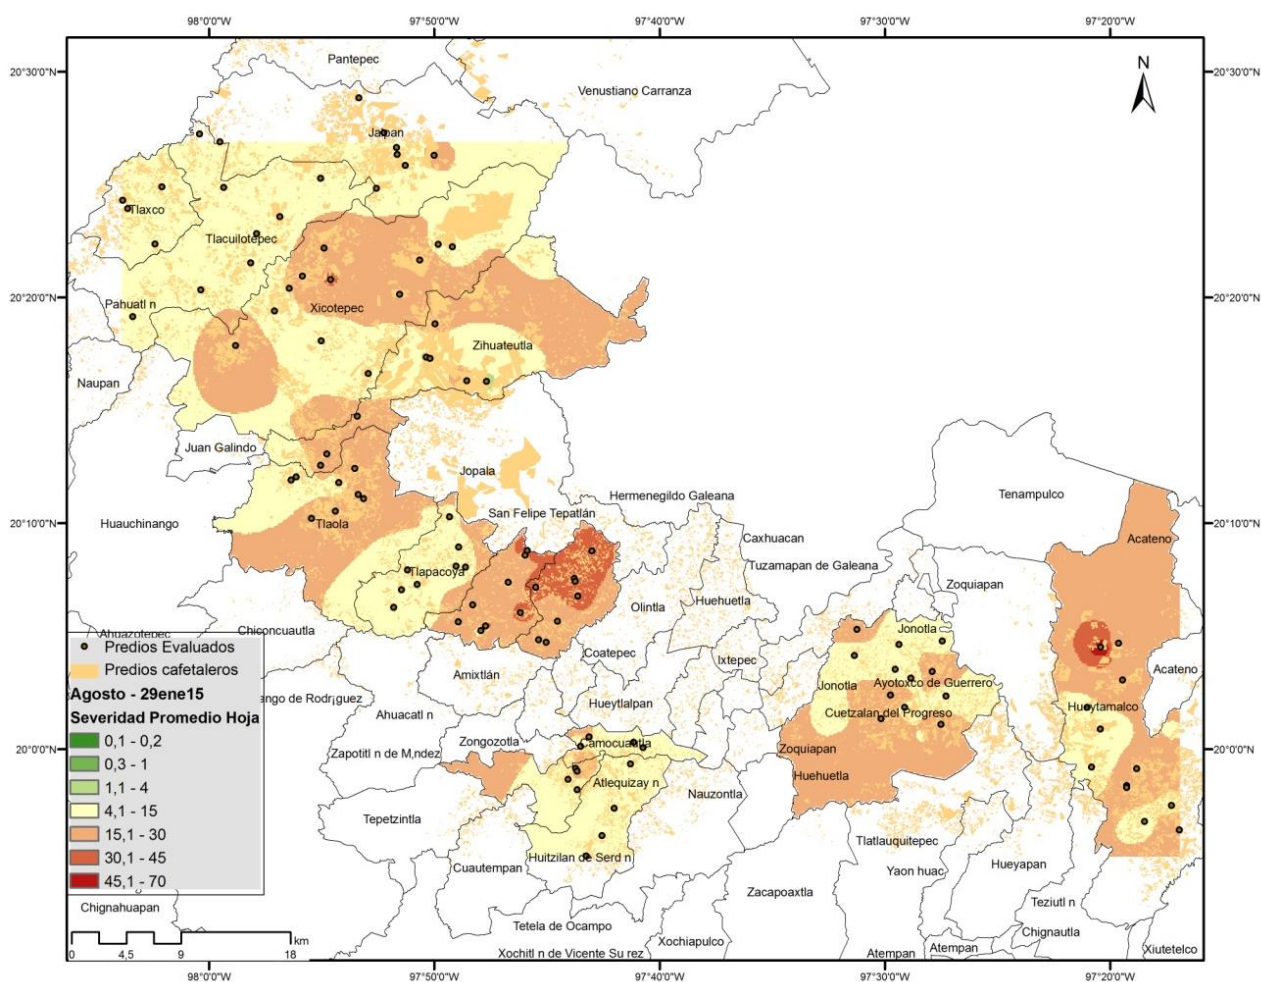 98°0'0"W
97°50'0"W
97°40'0"W
97°30'0"W
97°20'0"W
Pantepec
20°30'0"N
20°30'0"N
N
Venustiano Carranza
Jalpan
Tlaxco
Tlacuilotepec
20°20'0"N
20°20'0"N
Pahuatl n
Xicotepec
Zihuateutla
Naupan
Juan Galindo
Jopala
Hermenegildo Galeana
Tenampulco
San Felipe Tepatlán
20°10'0"N
20°10'0"N
Huauchinango
Tlaola
Caxhuacan
Acateno
Tuzamapan de Galeana
Tlapacoya
Zoquiapan
Olintla
Huehuetla
Chiconcuautla
Jonotla
Ahuazotepec
Coatepec
Ixtepec
Acateno
Amixtlán
Jonotla
Ayotoxco de Guerrero
ango de Rodr¡guez
Hueytlalpan
Hueytamalco
Ahuacatl n
Cuetzalan del Progreso
Zongozotla
Camocuautla
Zoquiapan
20°0'0"N
20°0'0"N
Zapotitl n de M‚ndez
Huehuetla
Atlequizay n
Nauzontla
Tepetzintla
Tlatlauquitepec
Huitzilan de Serd n
Cuautempan
Yaon huac
Hueyapan
Zacapoaxtla
Teziutl n
Chignahuapan
Tetela de Ocampo
Chignautla
Xochiapulco
Atempan
Atempan
Xiutetelco
Xochitl n de Vicente Su rez
Predios Evaluados
Predios cafetaleros
Agosto - 29ene15
Severidad Promedio Hoja
0,1 - 0,2
0,3 - 1
1,1 - 4
4,1 - 15
15,1 - 30
30,1 - 45
45,1 - 70
km
0
4,5
9
18
98°0'0"W
97°50'0"W
97°40'0"W
97°30'0"W
97°20'0"W